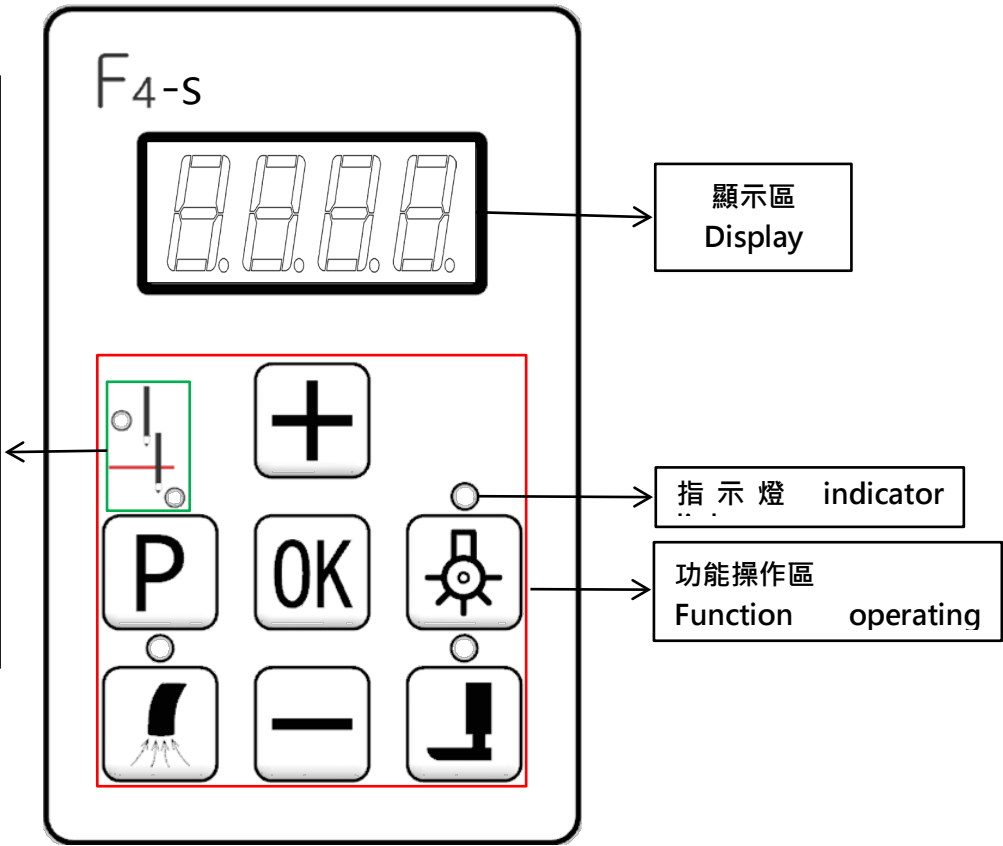 F4-s
顯示區
Display
指示燈 indicator
功能操作區
Function operating
P
OK